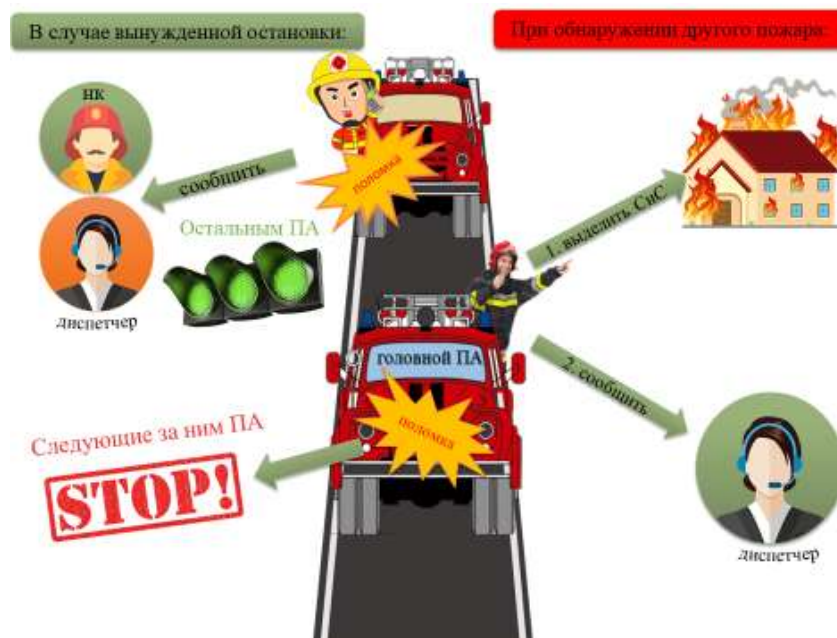 В случае вынужденной остановки:
При обнаружении другого пожара:
НК
сообщить
поломка
Остальным ПА
диспетчер
1. выделить СиС
головной ПА
2. сообщить
поломка
Следующие за ним ПА
STOP!
диспетчер